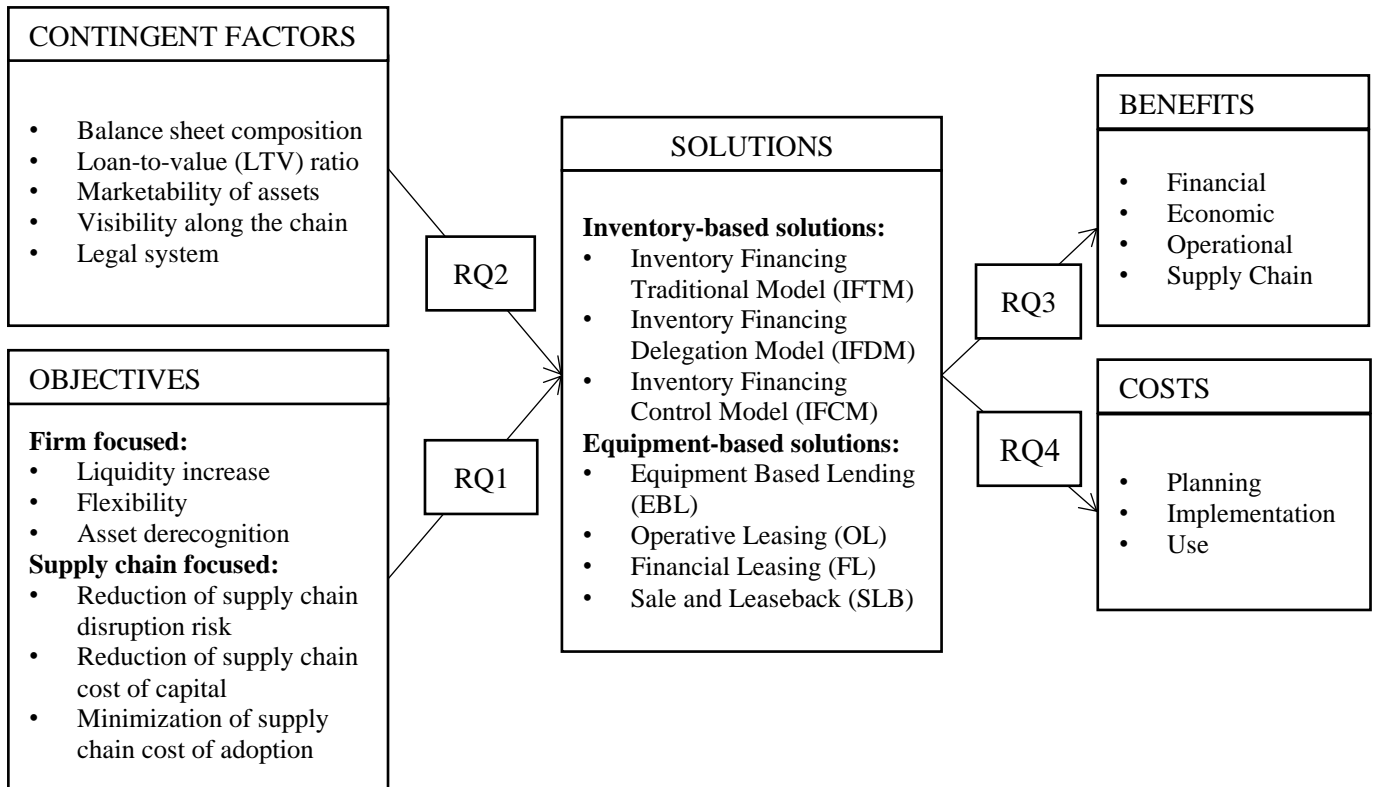 CONTINGENT FACTORS
• Balance sheet composition
• Loan-to-value (LTV) ratio
• Marketability of assets
• Visibility along the chain
• Legal system
OBJECTIVES
Firm focused:
• Liquidity increase
• Flexibility
• Asset derecognition
Supply chain focused:
• Reduction of supply chain
disruption risk
• Reduction of supply chain
cost of capital
• Minimization of supply
chain cost of adoption
RQ2
RQ1
SOLUTIONS
Inventory-based solutions:
• Inventory Financing
Traditional Model (IFTM)
• Inventory Financing
Delegation Model (IFDM)
• Inventory Financing
Control Model (IFCM)
Equipment-based solutions:
• Equipment Based Lending
(EBL)
• Operative Leasing (OL)
• Financial Leasing (FL)
• Sale and Leaseback (SLB)
RQ3
RQ4
BENEFITS
• Financial
• Economic
• Operational
• Supply Chain
COSTS
• Planning
• Implementation
• Use